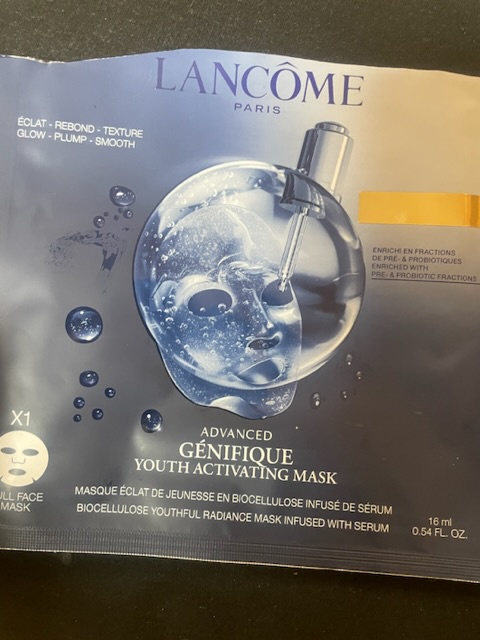 LANCÔME
PARIS
ÉCLAT - REBOND - TEXTURE
GLOW - PLUMP - SMOOTH
ENRICHI EN FRACTIONS
DE PRÉ- & PROBIOTIQUES
ENRICHED WITH
PRE- & PROBIOTIC FRACTIONS
X1
ULL FACE
MASK
ADVANCED
GÉNIFIQUE
YOUTH ACTIVATING MASK
MASQUE ÉCLAT DE JEUNESSE EN BIOCELLULOSE INFUSÉ DE SÉRUM
BIOCELLULOSE YOUTHFUL RADIANCE MASK INFUSED WITH SERUM
16 ml
0.54 FL. OZ.